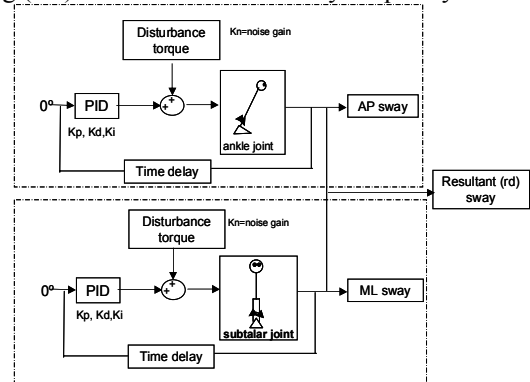 Disturbance
torque
Kn=noise gain
0º
PID
+
+
Kp, Kd,Ki
ankle joint
AP sway
Time delay
Resultant (rd)
sway
Disturbance
torque
Kn=noise gain
0º
PID
+
+
Kp, Kd,Ki
subtalar joint
ML sway
Time delay